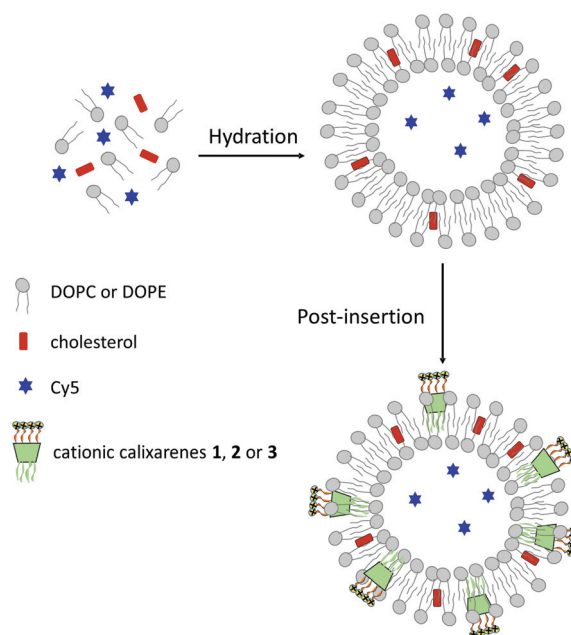 Hydration
Post-insertion
DOPC or DOPE
cholesterol
Cy5
cationic calixarenes 1, 2 or 3